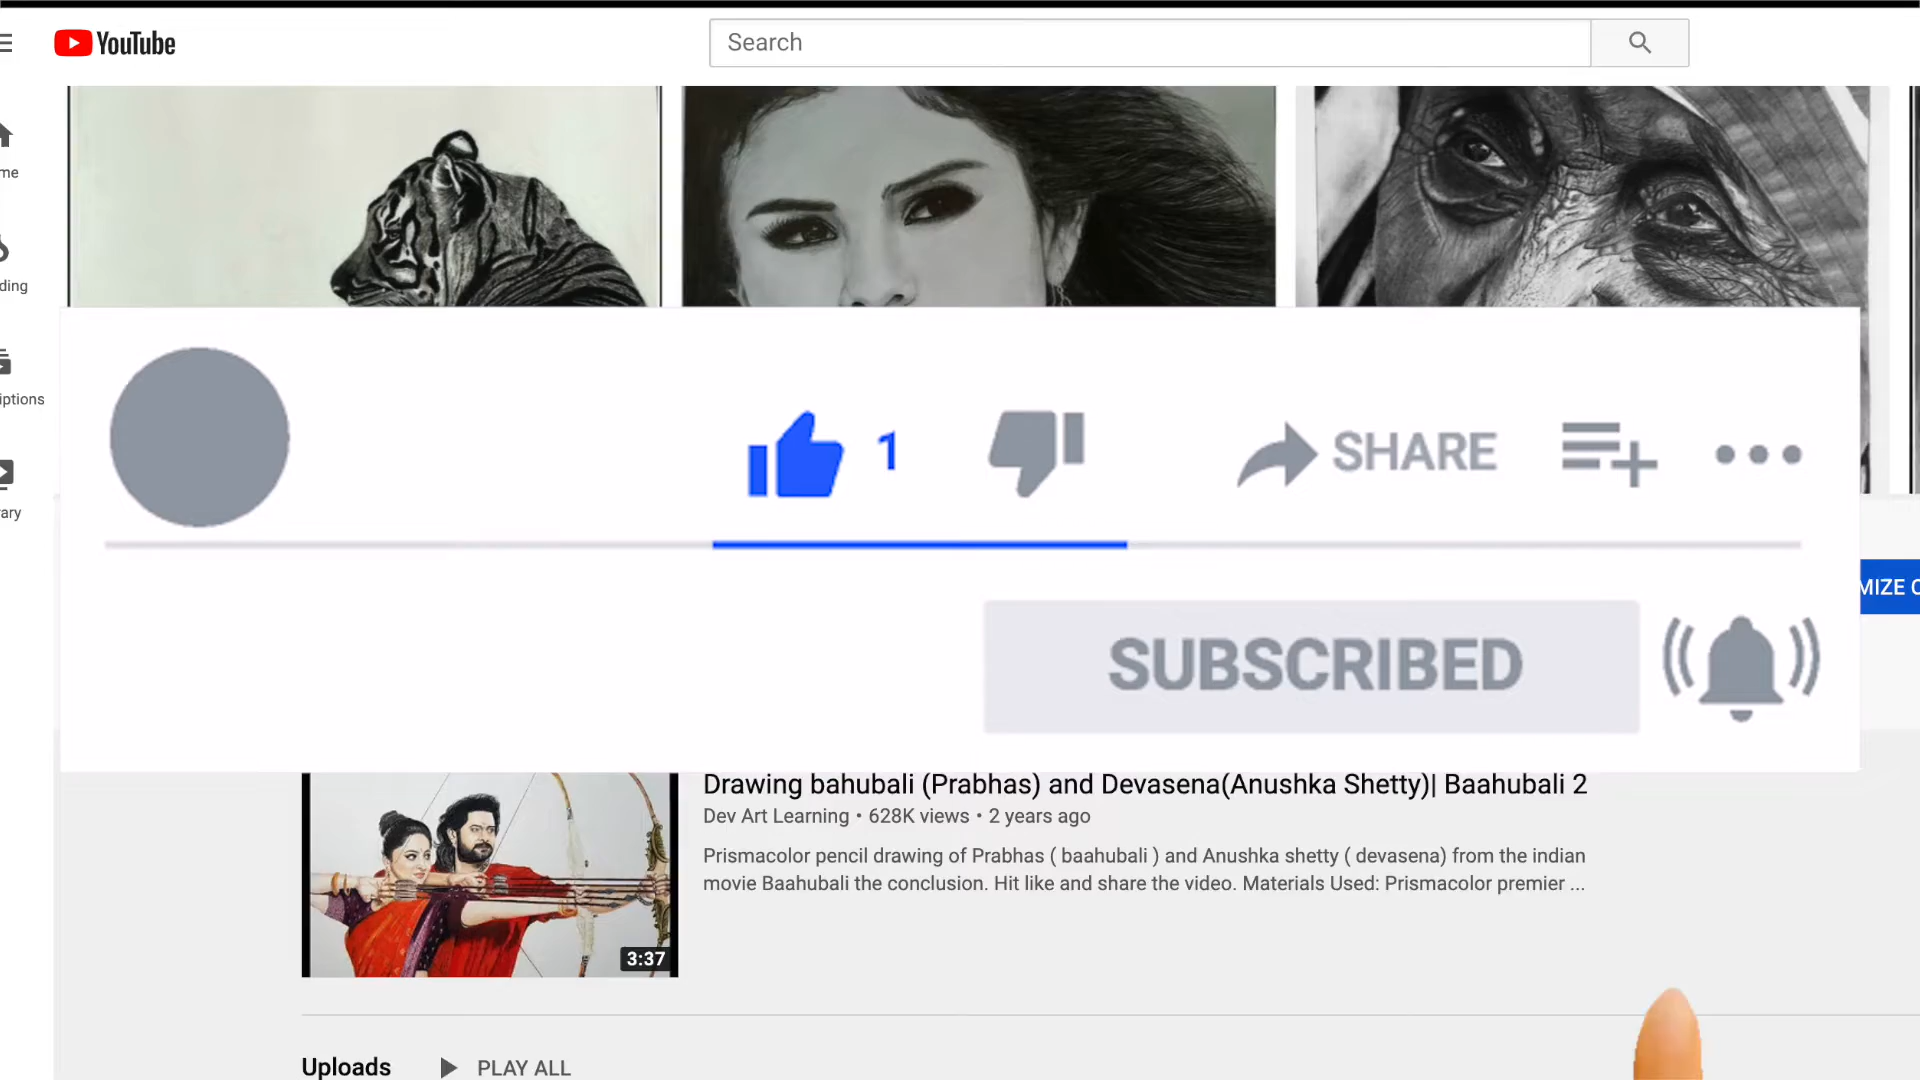 YouTube
Search
me
ding
iptions
ary
1
SHARE
MIZE C
SUBSCRIBED
Drawing bahubali (Prabhas) and Devasena(Anushka Shetty)| Baahubali 2
Dev Art Learning • 628K views • 2 years ago
Prismacolor pencil drawing of Prabhas ( baahubali ) and Anushka shetty ( devasena) from the indian
movie Baahubali the conclusion. Hit like and share the video. Materials Used: Prismacolor premier ...
3:37
Uploads
PLAY ALL